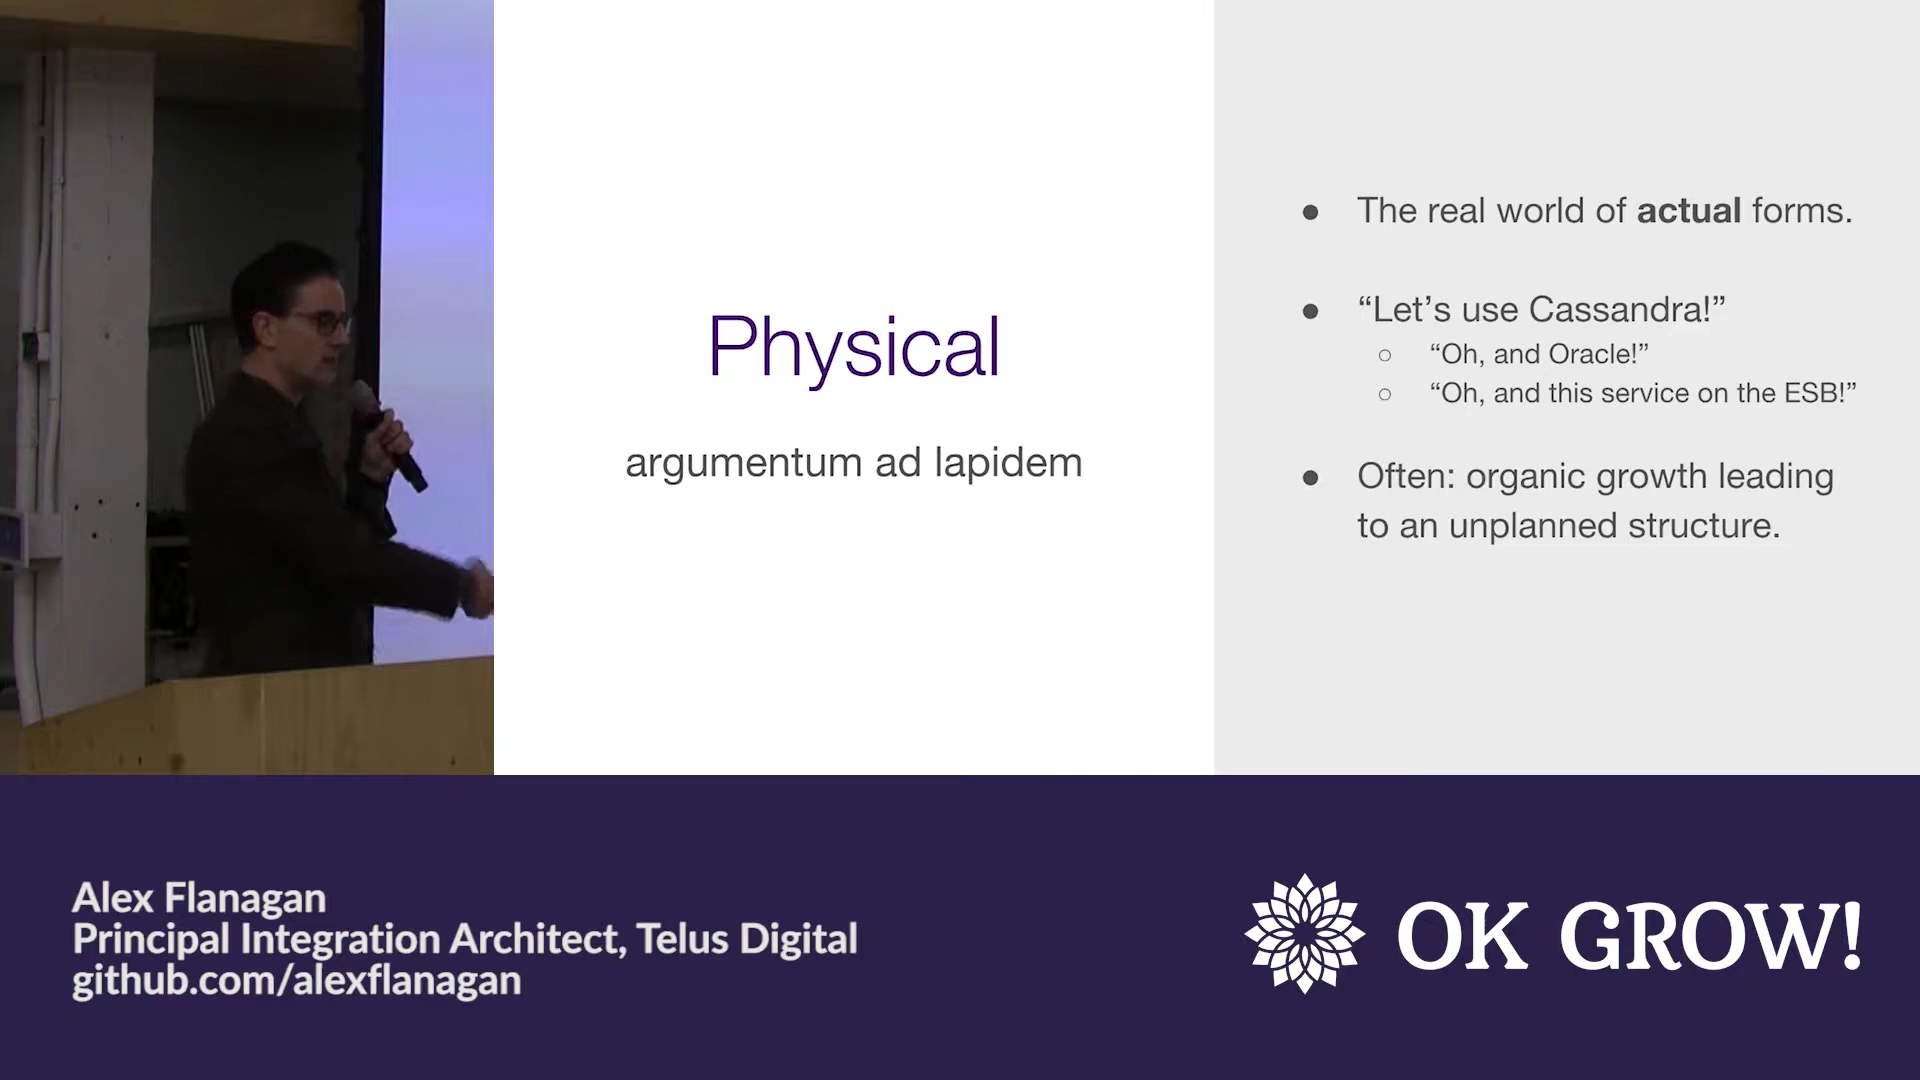 Physical
argumentum ad lapidem
● The real world of actual forms.
● “Let’s use Cassandra!”
○ “Oh, and Oracle!”
○ “Oh, and this service on the ESB!”
● Often: organic growth leading
to an unplanned structure.
Alex Flanagan
Principal Integration Architect, Telus Digital
github.com/alexflanagan
OK GROW!